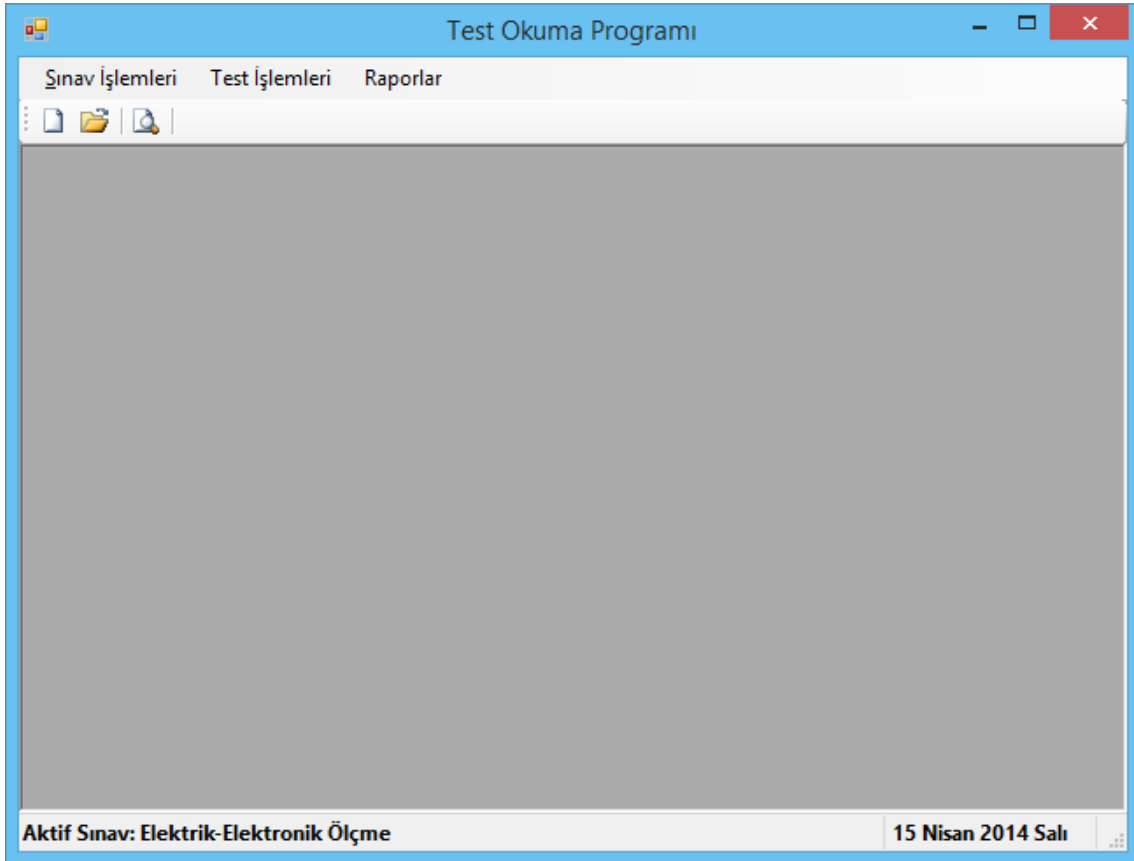 Test Okuma Programı
Sınav İşlemleri Test İşlemleri Raporlar
Aktif Sınav: Elektrik-Elektronik Ölçme 15 Nisan 2014 Salı